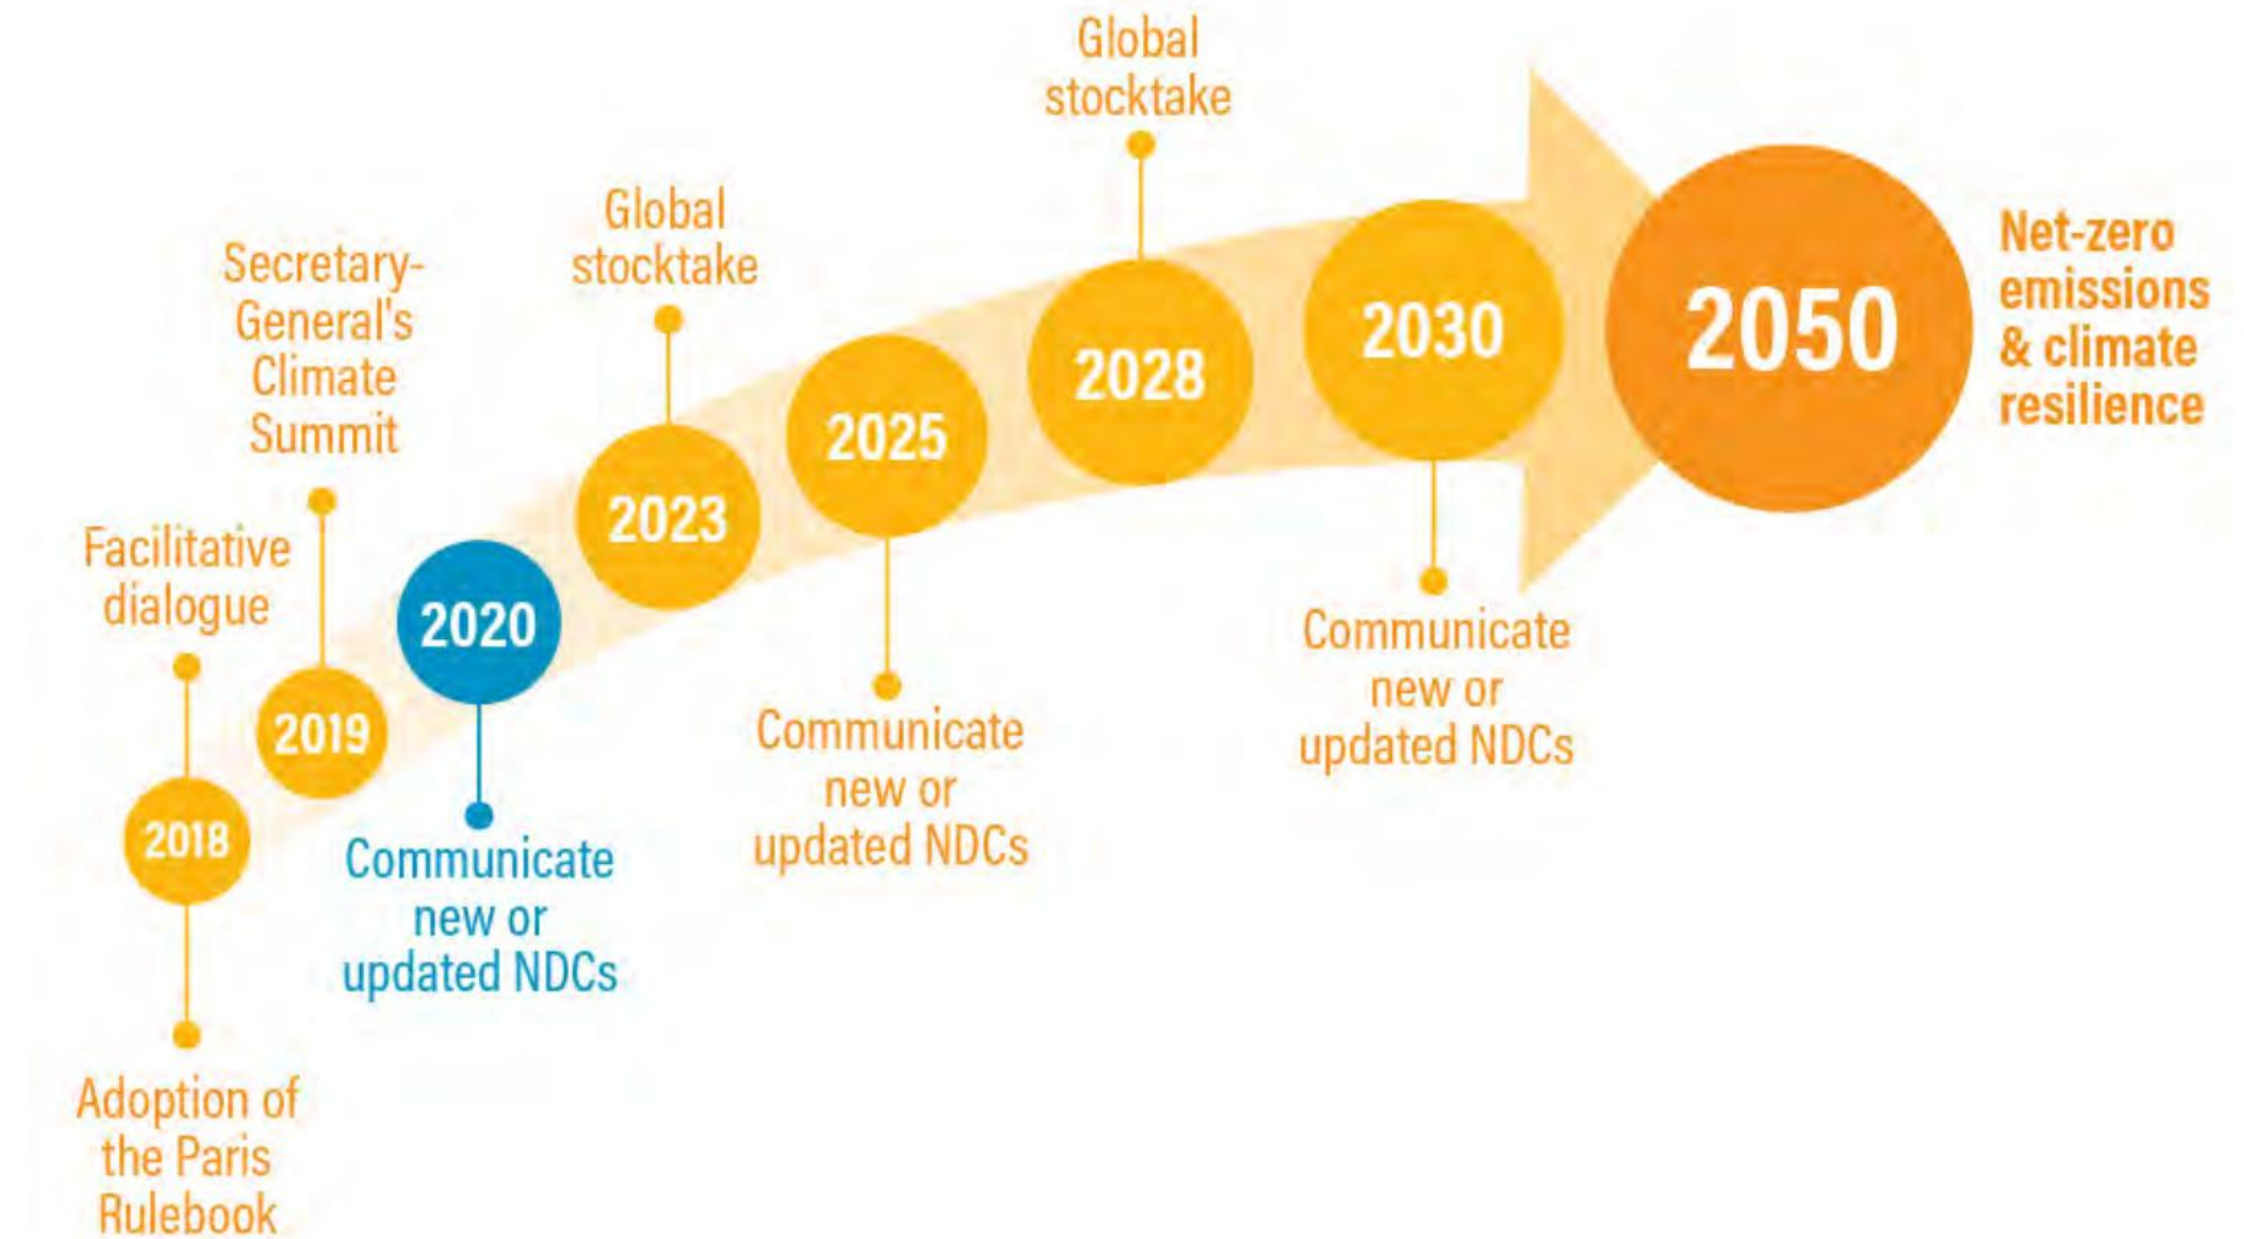 Facilitative
dialogue
2018
Adoption of
the Paris
Rulebook
Secretary-
General's
Climate
Summit
2019
2020
Communicate
new or
updated NDCs
Global
stocktake
2023
2025
Communicate
new or
updated NDCs
Global
stocktake
2028
2030
Communicate
new or
updated NDCs
2050
Net-zero
emissions
& climate
resilience